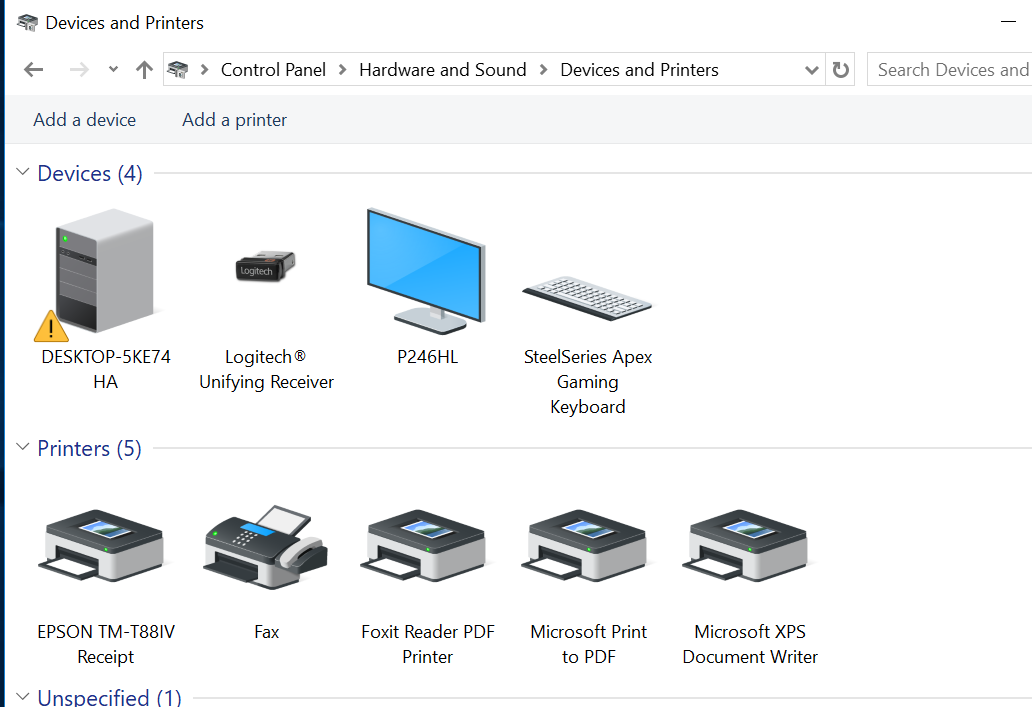 Devices and Printers
Control Panel > Hardware and Sound > Devices and Printers
Search Devices and
Add a device
Add a printer
Devices (4)
Logitech
DESKTOP-5KE74
HA
Logitech®
Unifying Receiver
P246HL
SteelSeries Apex
Gaming
Keyboard
Printers (5)
EPSON TM-T88IV
Receipt
Fax
Foxit Reader PDF
Printer
Microsoft Print
to PDF
Microsoft XPS
Document Writer
Unspecified (1)